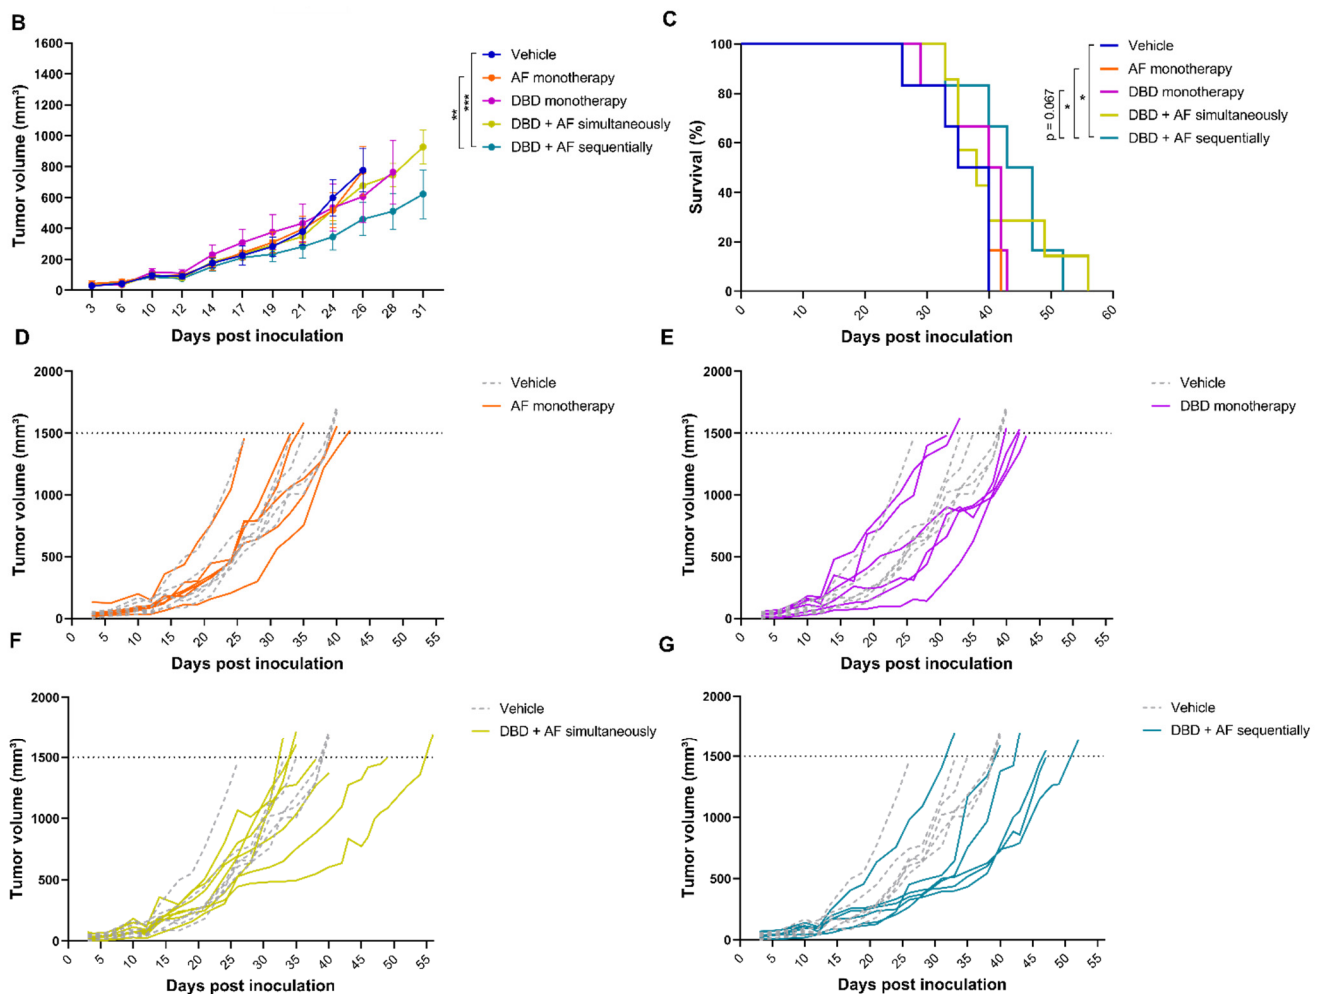 B
1600
1400
1200
1000
800
600
400
200
0
Tumor volume (mm³)
3 6 10 12 14 17 19 21 24 26 28 31
Days post inoculation
**
***
Vehicle
AF monotherapy
DBD monotherapy
DBD + AF simultaneously
DBD + AF sequentially
C
100
80
60
40
20
0
Survival (%)
0 10 20 30 40 50 60
Days post inoculation
p = 0.067
*
*
Vehicle
AF monotherapy
DBD monotherapy
DBD + AF simultaneously
DBD + AF sequentially
D
2000
1500
1000
500
0
Tumor volume (mm³)
0 5 10 15 20 25 30 35 40 45 50 55
Days post inoculation
Vehicle
AF monotherapy
E
2000
1500
1000
500
0
Tumor volume (mm³)
0 5 10 15 20 25 30 35 40 45 50 55
Days post inoculation
Vehicle
DBD monotherapy
F
2000
1500
1000
500
0
Tumor volume (mm³)
0 5 10 15 20 25 30 35 40 45 50 55
Days post inoculation
Vehicle
DBD + AF simultaneously
G
2000
1500
1000
500
0
Tumor volume (mm³)
0 5 10 15 20 25 30 35 40 45 50 55
Days post inoculation
Vehicle
DBD + AF sequentially